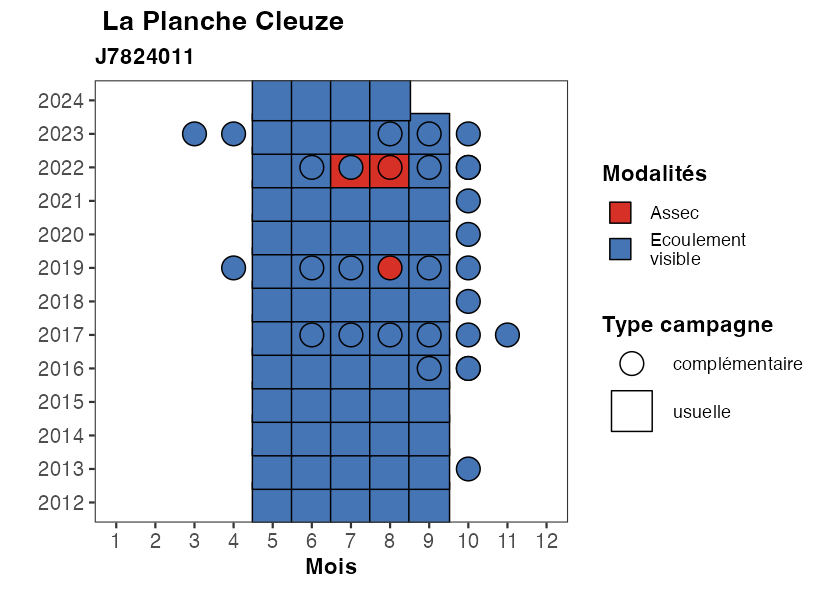 La Planche Cleuze
J7824011
2024
2023
2022
2021
2020
2019
2018
2017
2016
2015
2014
2013
2012
1 2 3 4 5 6 7 8 9 10 11 12
Mois
Modalités
Assec
Ecoulement
visible
Type campagne
complémentaire
usuelle